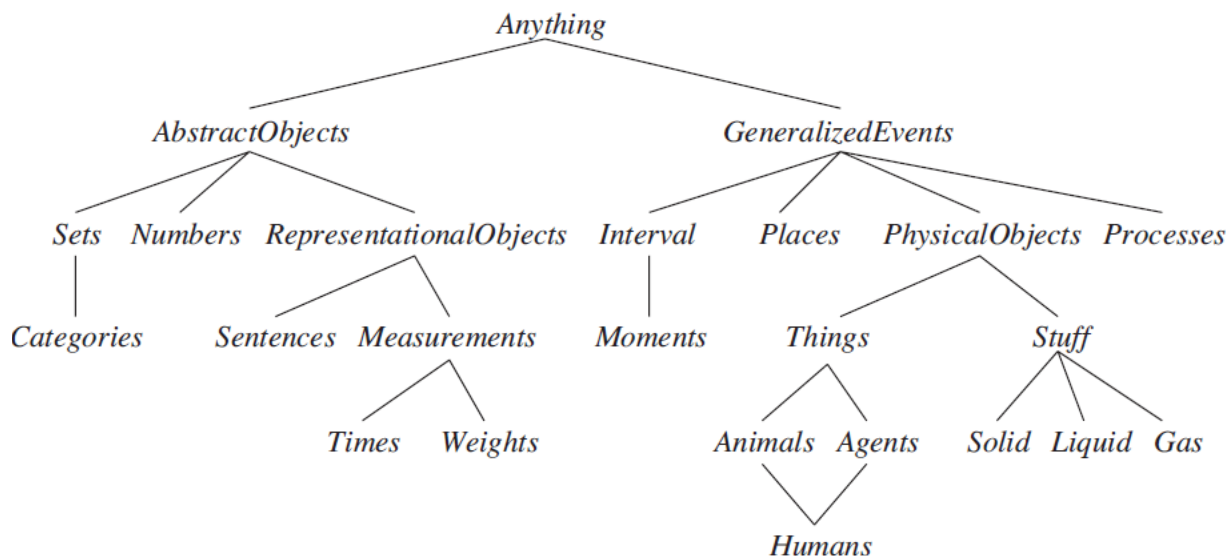 Anything
AbstractObjects GeneralizedEvents
Sets Numbers RepresentationalObjects Interval Places PhysicalObjects Processes
Categories Sentences Measurements Moments Things Stuff
Times Weights Animals Agents Solid Liquid Gas
Humans